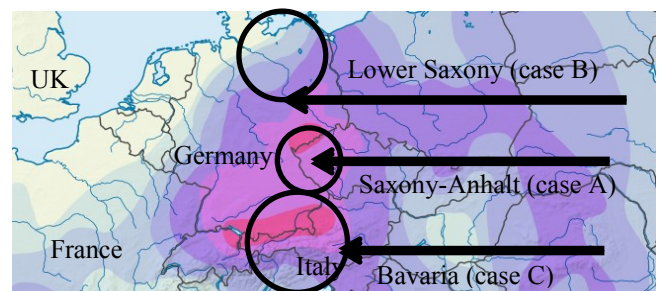 UK
Lower Saxony (case B)
Germany
Saxony-Anhalt (case A)
France
Italy
Bavaria (case C)